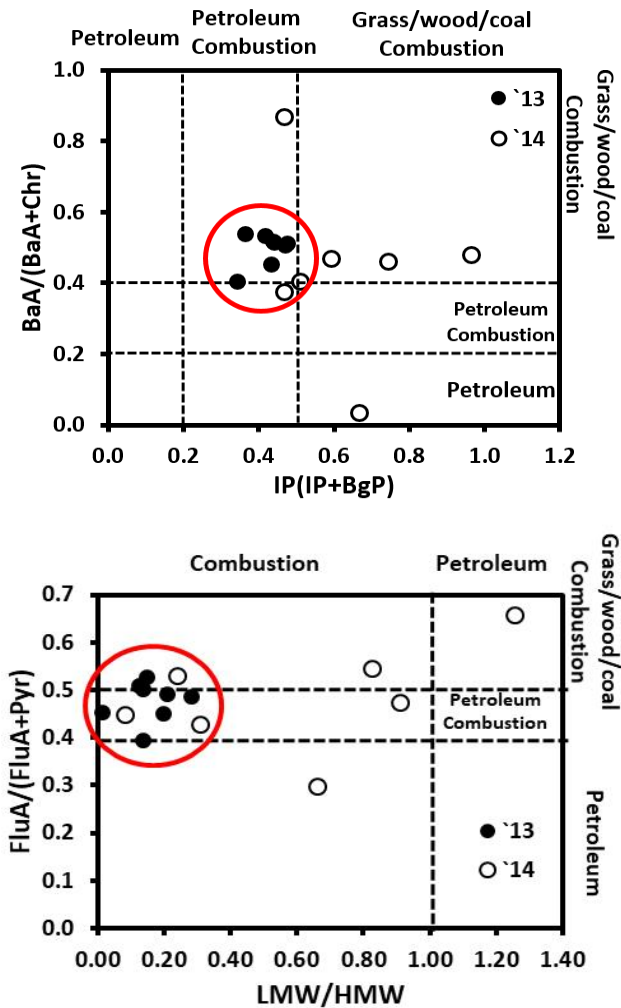 Petroleum
Petroleum
Combustion
Grass/wood/coal
Combustion
1.0
0.8
0.6
0.4
0.2
0.0
BaA/(BaA+Chr)
`13
`14
Grass/wood/coal
Combustion
Petroleum
Combustion
Petroleum
0.0 0.2 0.4 0.6 0.8 1.0 1.2
IP(IP+BgP)
Combustion
Petroleum
0.7
0.6
0.5
0.4
0.3
0.2
0.1
0.0
FluA/(FluA+Pyr)
Grass/wood/coal
Combustion
Petroleum
Combustion
Petroleum
`13
`14
0.00 0.20 0.40 0.60 0.80 1.00 1.20 1.40
LMW/HMW